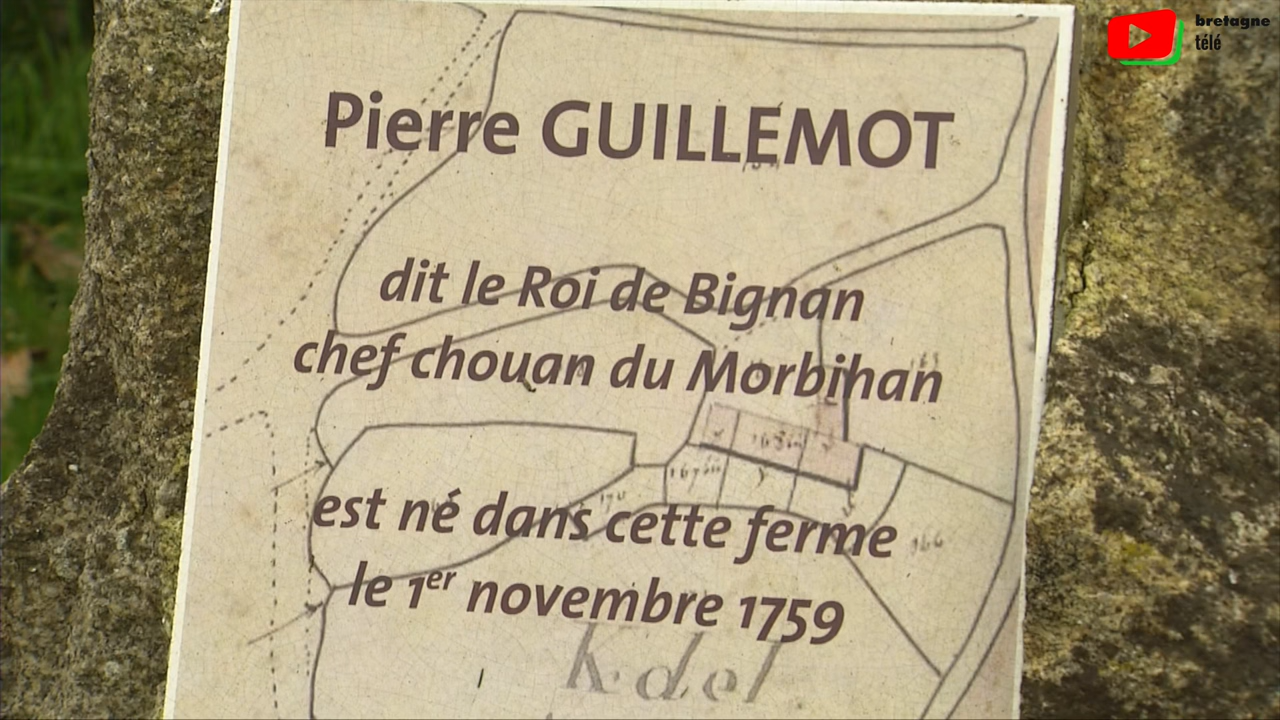 bretagne
télé
Pierre GUILLEMOT
dit le Roi de Bignan
chef chouan du Morbihan
est né dans cette ferme
le 1er novembre 1759
166